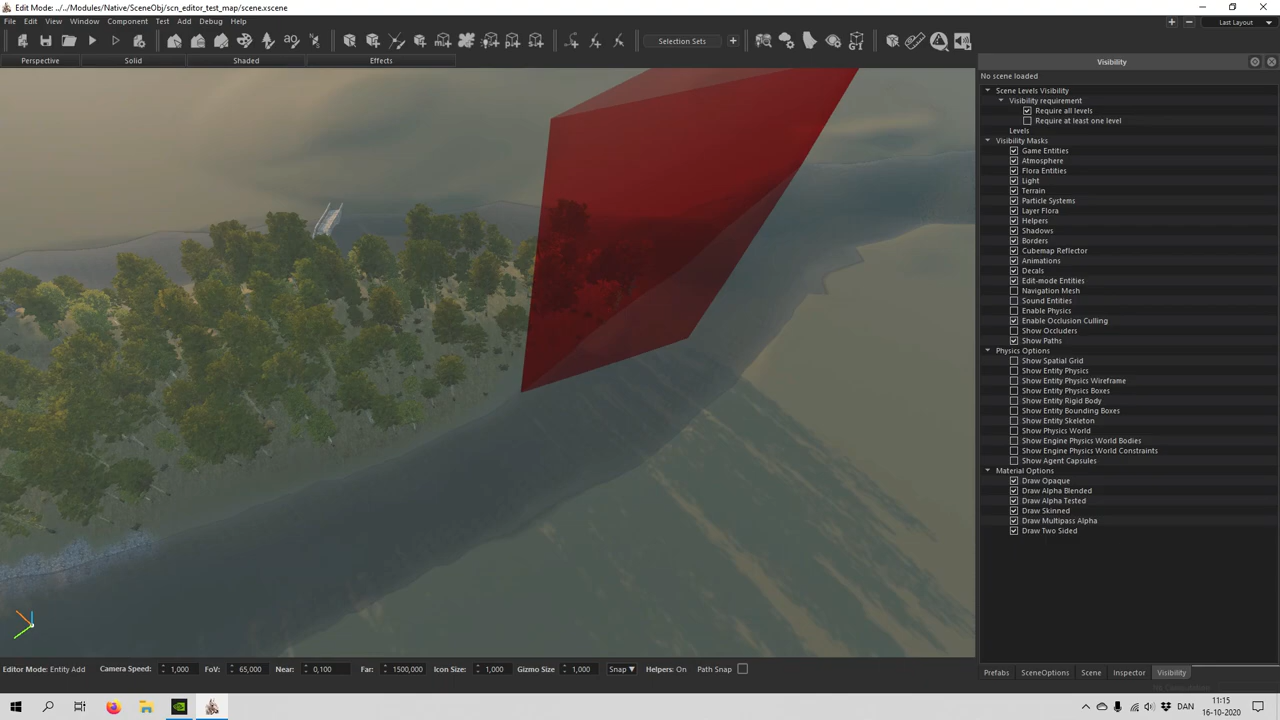 Edit Mode: ../../Modules/Native/SceneObj/scn_editor_test_map/scene.xscene
File Edit View Window Component Test Add Debug Help
Last Layout
Selection Sets
Perspective Solid Shaded Effects
Visibility
No scene loaded
Scene Levels Visibility
Visibility requirement
Require all levels
Require at least one level
Levels
Visibility Masks
Game Entities
Atmosphere
Flora Entities
Light
Terrain
Particle Systems
Layer Flora
Helpers
Shadows
Borders
Cubemap Reflector
Animations
Decals
Edit-mode Entities
Navigation Mesh
Sound Entities
Enable Physics
Enable Occlusion Culling
Show Occluders
Show Paths
Physics Options
Show Spatial Grid
Show Entity Physics
Show Entity Physics Wireframe
Show Entity Physics Boxes
Show Entity Rigid Body
Show Entity Bounding Boxes
Show Entity Skeleton
Show Physics World
Show Engine Physics World Bodies
Show Engine Physics World Constraints
Show Agent Capsules
Material Options
Draw Opaque
Draw Alpha Blended
Draw Alpha Tested
Draw Skinned
Draw Multipass Alpha
Draw Two Sided
Editor Mode: Entity Add Camera Speed: 1,000 FoV: 65,000 Near: 0,100 Far: 1500,000 Icon Size: 1,000 Gizmo Size 1,000 Snap Helpers: On Path Snap
Prefabs SceneOptions Scene Inspector Visibility
DAN
11:15
16-10-2020